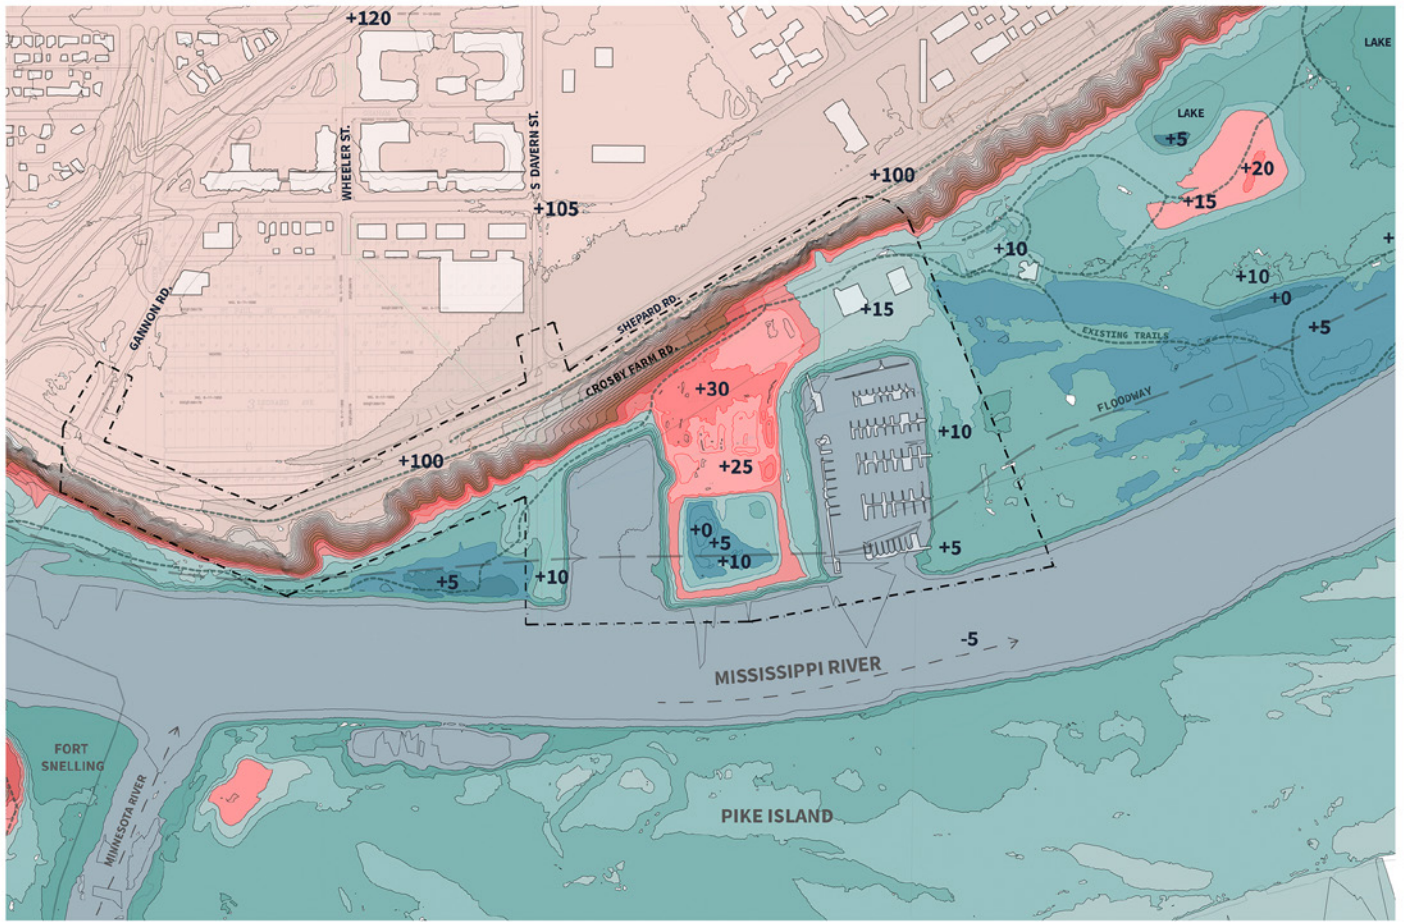 +120
LAKE
LAKE
+5
WHEELER ST.
S DAVERN ST.
+20
+100
+15
+105
+10
+10
+0
GANNON RD.
SHEPARD RD.
+15
+5
EXISTING TRAILS
CROSBY FARM RD.
+30
FLOODWAY
+10
+100
+25
+0
+5
+10
+5
+5
+10
-5
MISSISSIPPI RIVER
FORT
SNELLING
MINNESOTA RIVER
PIKE ISLAND